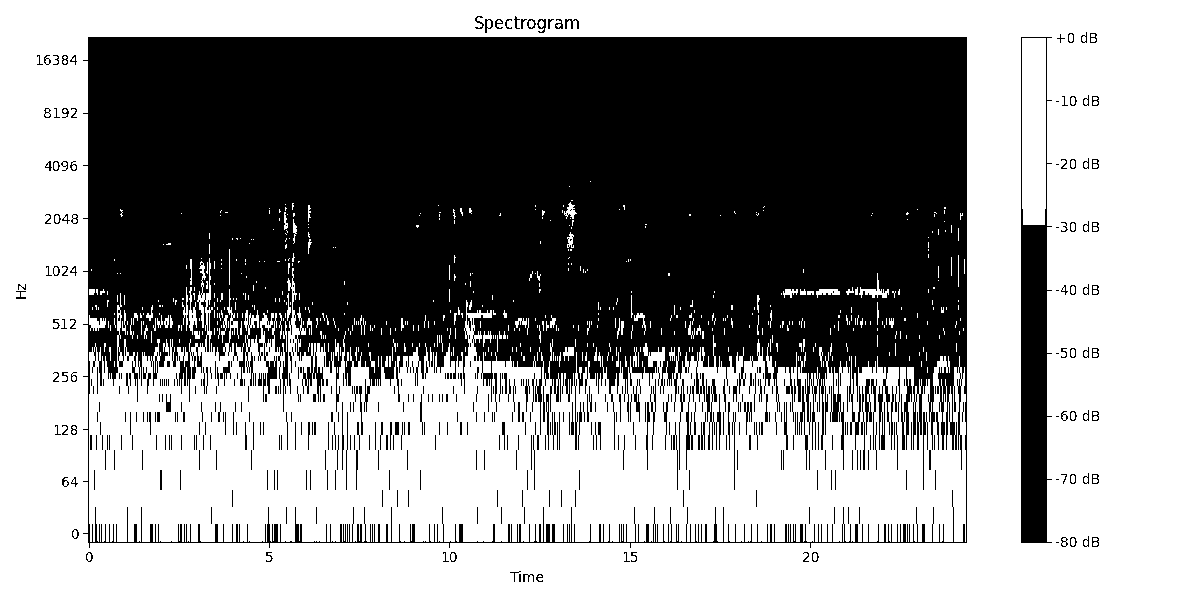 Spectrogram
16384
8192
4096
2048
1024
512
256
128
64
0
Hz
0
5
10
15
20
Time
+0 dB
-10 dB
-20 dB
-30 dB
-40 dB
-50 dB
-60 dB
-70 dB
-80 dB